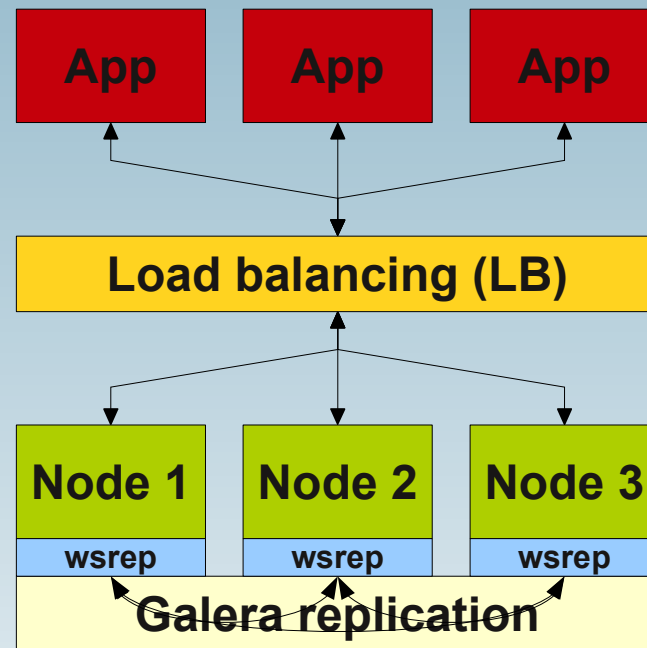 App App App
Load balancing (LB)
Node 1 Node 2 Node 3
wsrep wsrep wsrep
Galera replication